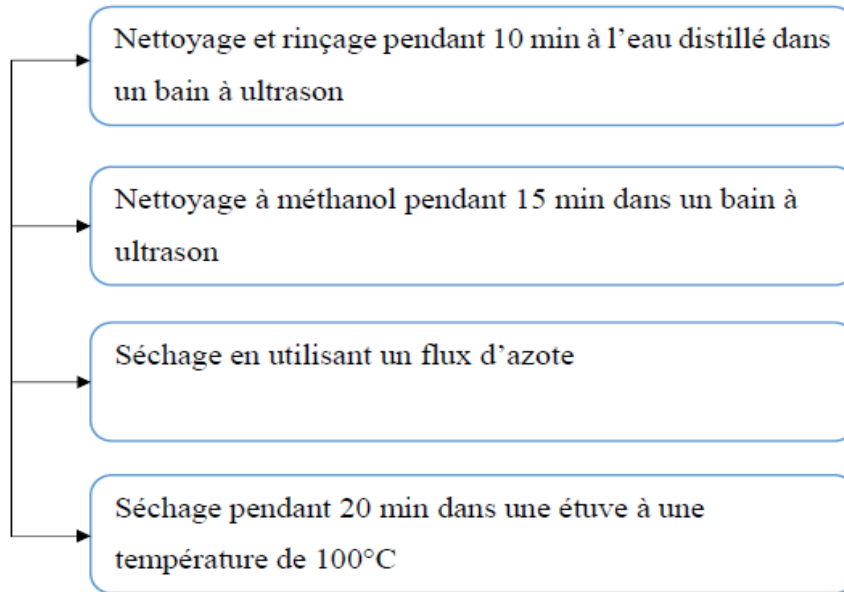 Nettoyage et rinçage pendant 10 min à l'eau distillé dans
un bain à ultrason
Nettoyage à méthanol pendant 15 min dans un bain à
ultrason
Séchage en utilisant un flux d'azote
Séchage pendant 20 min dans une étuve à une
température de 100°C